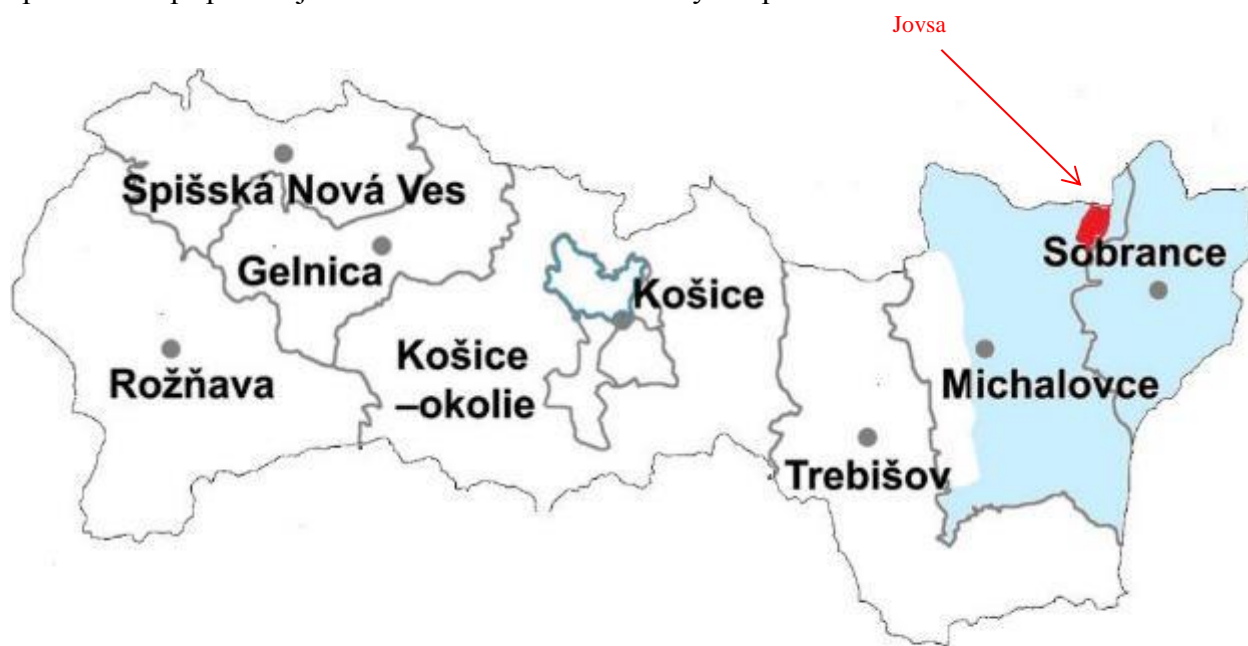 Jovsa
Spišská Nová Ves
Gelnica
Sobrance
Košice
Košice
–okolie
Rožňava
Michalovce
Trebišov